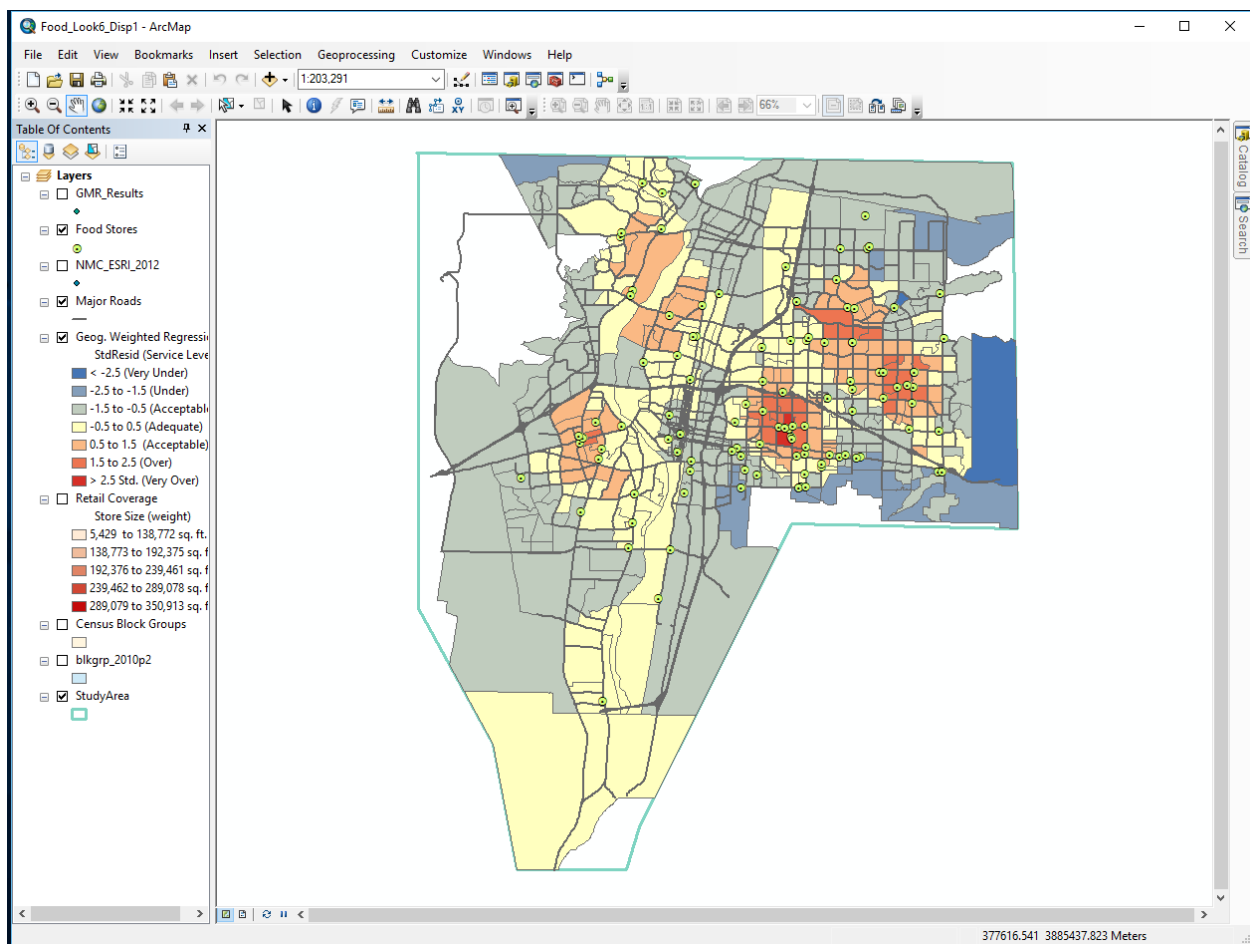 Food_Look6_Disp1 - ArcMap
File Edit View Bookmarks Insert Selection Geoprocessing Customize Windows Help
1:203,291
66%
Table Of Contents
Layers
GMR_Results
Food Stores
NMC_ESRI_2012
Major Roads
Geog. Weighted Regressi
StdResid (Service Leve
< -2.5 (Very Under)
-2.5 to -1.5 (Under)
-1.5 to -0.5 (Acceptabl
-0.5 to 0.5 (Adequate)
0.5 to 1.5 (Acceptable)
1.5 to 2.5 (Over)
> 2.5 Std. (Very Over)
Retail Coverage
Store Size (weight)
5,429 to 138,772 sq. ft.
138,773 to 192,375 sq. f
192,376 to 239,461 sq. f
239,462 to 289,078 sq. f
289,079 to 350,913 sq. f
Census Block Groups
blkgrp_2010p2
StudyArea
Catalog
Search
377616.541 3885437.823 Meters